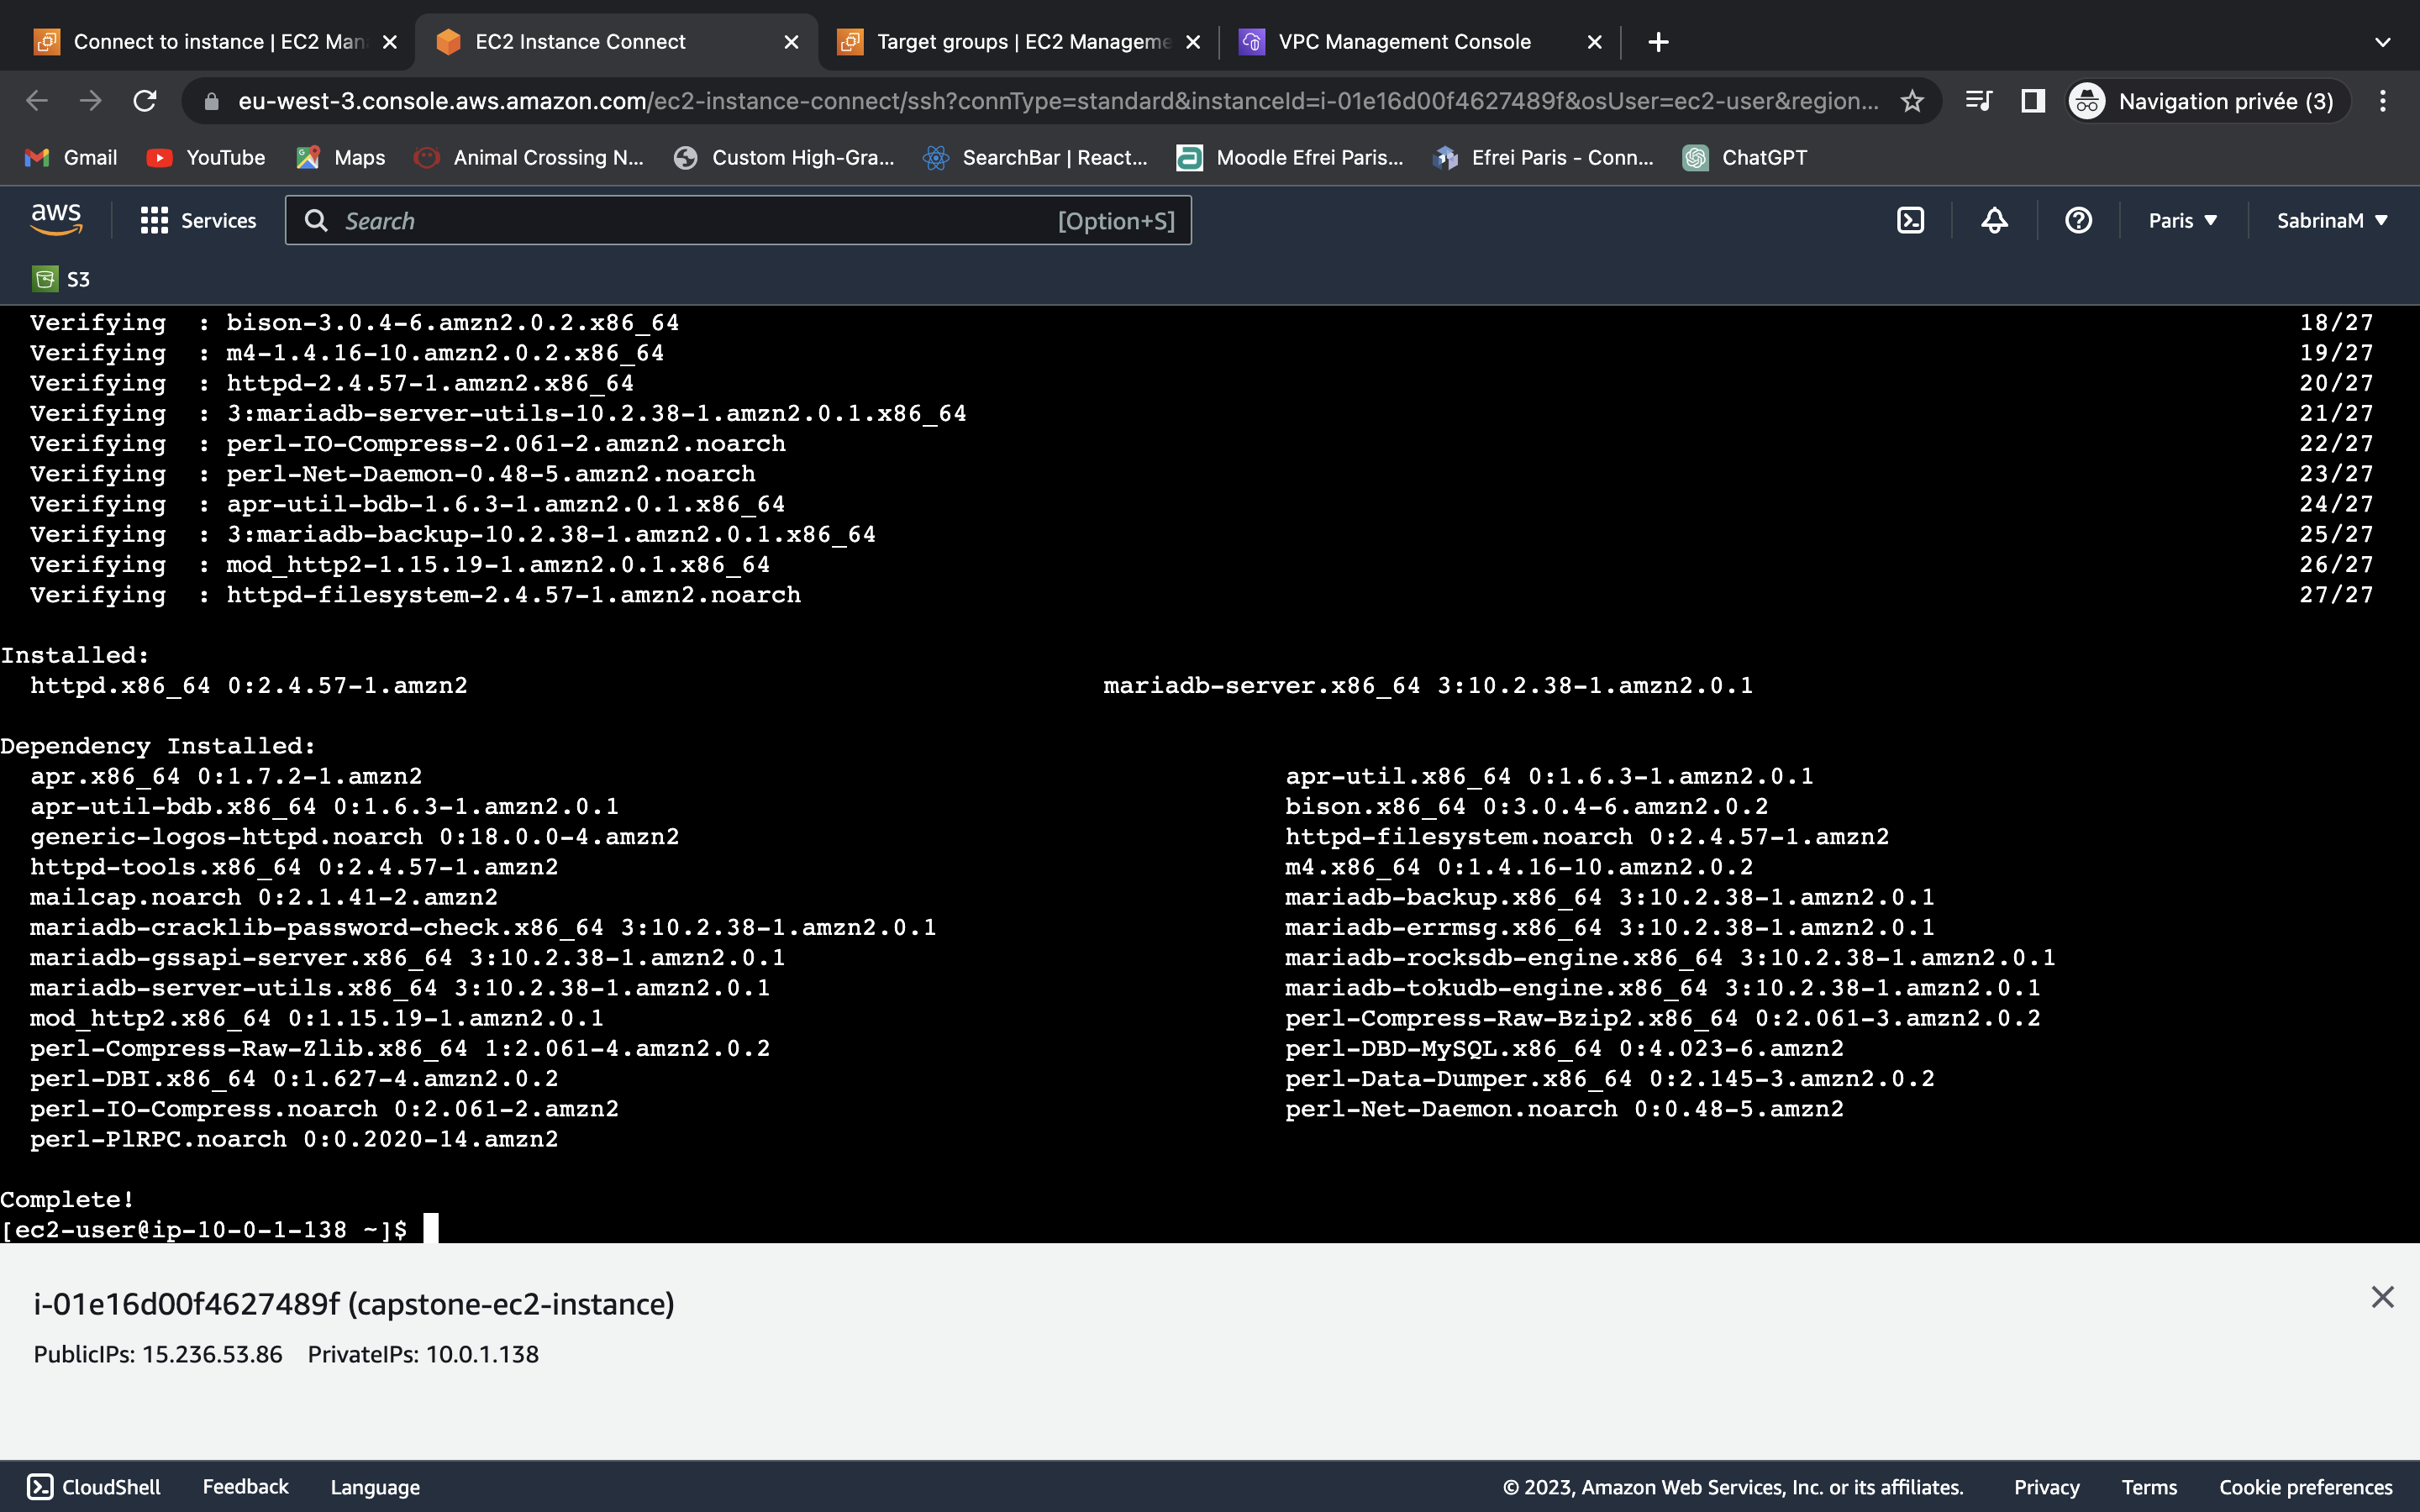 Connect to instance | EC2 Man
EC2 Instance Connect
Target groups | EC2 Manageme
VPC Management Console
eu-west-3.console.aws.amazon.com/ec2-instance-connect/ssh?connType=standard&instanceId=i-01e16d00f4627489f&osUser=ec2-user&region...
Navigation privée (3)
Gmail
YouTube
Maps
Animal Crossing N...
Custom High-Gra...
SearchBar | React...
Moodle Efrei Paris...
Efrei Paris - Conn...
ChatGPT
aws
Services
Search [Option+S]
Paris
SabrinaM
S3
Verifying : bison-3.0.4-6.amzn2.0.2.x86_64 18/27
Verifying : m4-1.4.16-10.amzn2.0.2.x86_64 19/27
Verifying : httpd-2.4.57-1.amzn2.x86_64 20/27
Verifying : 3:mariadb-server-utils-10.2.38-1.amzn2.0.1.x86_64 21/27
Verifying : perl-IO-Compress-2.061-2.amzn2.noarch 22/27
Verifying : perl-Net-Daemon-0.48-5.amzn2.noarch 23/27
Verifying : apr-util-bdb-1.6.3-1.amzn2.0.1.x86_64 24/27
Verifying : 3:mariadb-backup-10.2.38-1.amzn2.0.1.x86_64 25/27
Verifying : mod_http2-1.15.19-1.amzn2.0.1.x86_64 26/27
Verifying : httpd-filesystem-2.4.57-1.amzn2.noarch 27/27
Installed:
httpd.x86_64 0:2.4.57-1.amzn2 mariadb-server.x86_64 3:10.2.38-1.amzn2.0.1
Dependency Installed:
apr.x86_64 0:1.7.2-1.amzn2 apr-util.x86_64 0:1.6.3-1.amzn2.0.1
apr-util-bdb.x86_64 0:1.6.3-1.amzn2.0.1 bison.x86_64 0:3.0.4-6.amzn2.0.2
generic-logos-httpd.noarch 0:18.0.0-4.amzn2 httpd-filesystem.noarch 0:2.4.57-1.amzn2
httpd-tools.x86_64 0:2.4.57-1.amzn2 m4.x86_64 0:1.4.16-10.amzn2.0.2
mailcap.noarch 0:2.1.41-2.amzn2 mariadb-backup.x86_64 3:10.2.38-1.amzn2.0.1
mariadb-cracklib-password-check.x86_64 3:10.2.38-1.amzn2.0.1 mariadb-errmsg.x86_64 3:10.2.38-1.amzn2.0.1
mariadb-gssapi-server.x86_64 3:10.2.38-1.amzn2.0.1 mariadb-rocksdb-engine.x86_64 3:10.2.38-1.amzn2.0.1
mariadb-server-utils.x86_64 3:10.2.38-1.amzn2.0.1 mariadb-tokudb-engine.x86_64 3:10.2.38-1.amzn2.0.1
mod_http2.x86_64 0:1.15.19-1.amzn2.0.1 perl-Compress-Raw-Bzip2.x86_64 0:2.061-3.amzn2.0.2
perl-Compress-Raw-Zlib.x86_64 1:2.061-4.amzn2.0.2 perl-DBD-MySQL.x86_64 0:4.023-6.amzn2
perl-DBI.x86_64 0:1.627-4.amzn2.0.2 perl-Data-Dumper.x86_64 0:2.145-3.amzn2.0.2
perl-IO-Compress.noarch 0:2.061-2.amzn2 perl-Net-Daemon.noarch 0:0.48-5.amzn2
perl-PlRPC.noarch 0:0.2020-14.amzn2
Complete!
[ec2-user@ip-10-0-1-138 ~]$
i-01e16d00f4627489f (capstone-ec2-instance)
PublicIPs: 15.236.53.86 PrivateIPs: 10.0.1.138
CloudShell Feedback Language © 2023, Amazon Web Services, Inc. or its affiliates. Privacy Terms Cookie preferences